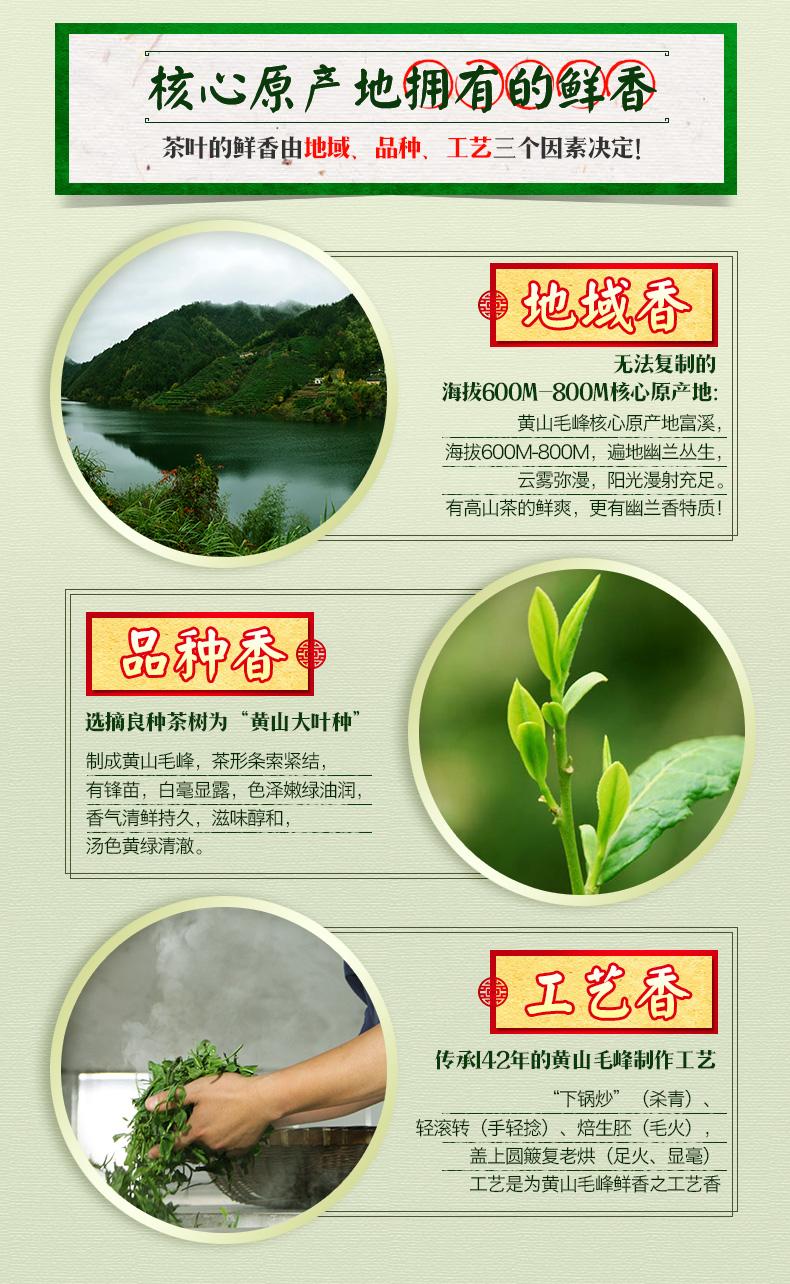 核心原产地拥有的鲜香
茶叶的鲜香由地域、品种、工艺三个因素决定!
地域香
无法复制的
海拔600M-800M核心原产地:
黄山毛峰核心原产地富溪,
海拔600M-800M，遍地幽兰丛生,
云雾弥漫，阳光漫射充足。
有高山茶的鲜爽，更有幽兰香特质!
品种香
选摘良种茶树为“黄山大叶种”
制成黄山毛峰，茶形条索紧结,
有锋苗，白毫显露，色泽嫩绿油润,
香气清鲜持久，滋味醇和,
汤色黄绿清澈。
工艺香
传承142年的黄山毛峰制作工艺
“下锅炒”（杀青）、
轻滚转（手轻捻）、焙生胚（毛火），
盖上圆簸复老烘（足火、显毫）
工艺是为黄山毛峰鲜香之工艺香